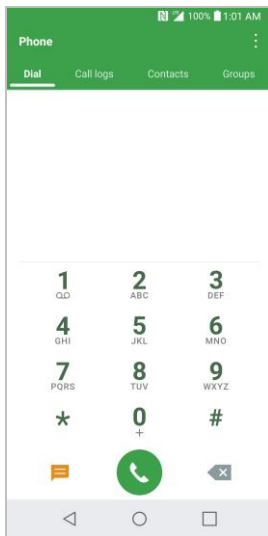 100% 1:01 AM
Phone
Dial Call logs Contacts Groups
1 2 3
ABC DEF
4 5 6
GHI JKL MNO
7 8 9
PQRS TUV WXYZ
* 0 #
+